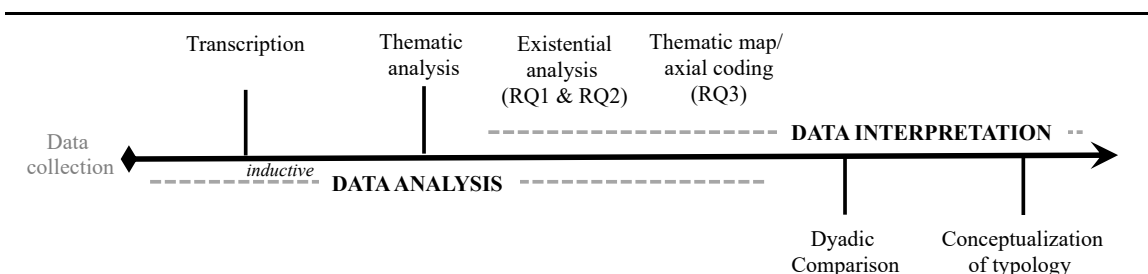 Transcription
Thematic
analysis
Existential
analysis
(RQ1 & RQ2)
Thematic map/
axial coding
(RQ3)
Data
collection
DATA INTERPRETATION
inductive
DATA ANALYSIS
Dyadic
Comparison
Conceptualization
of typology